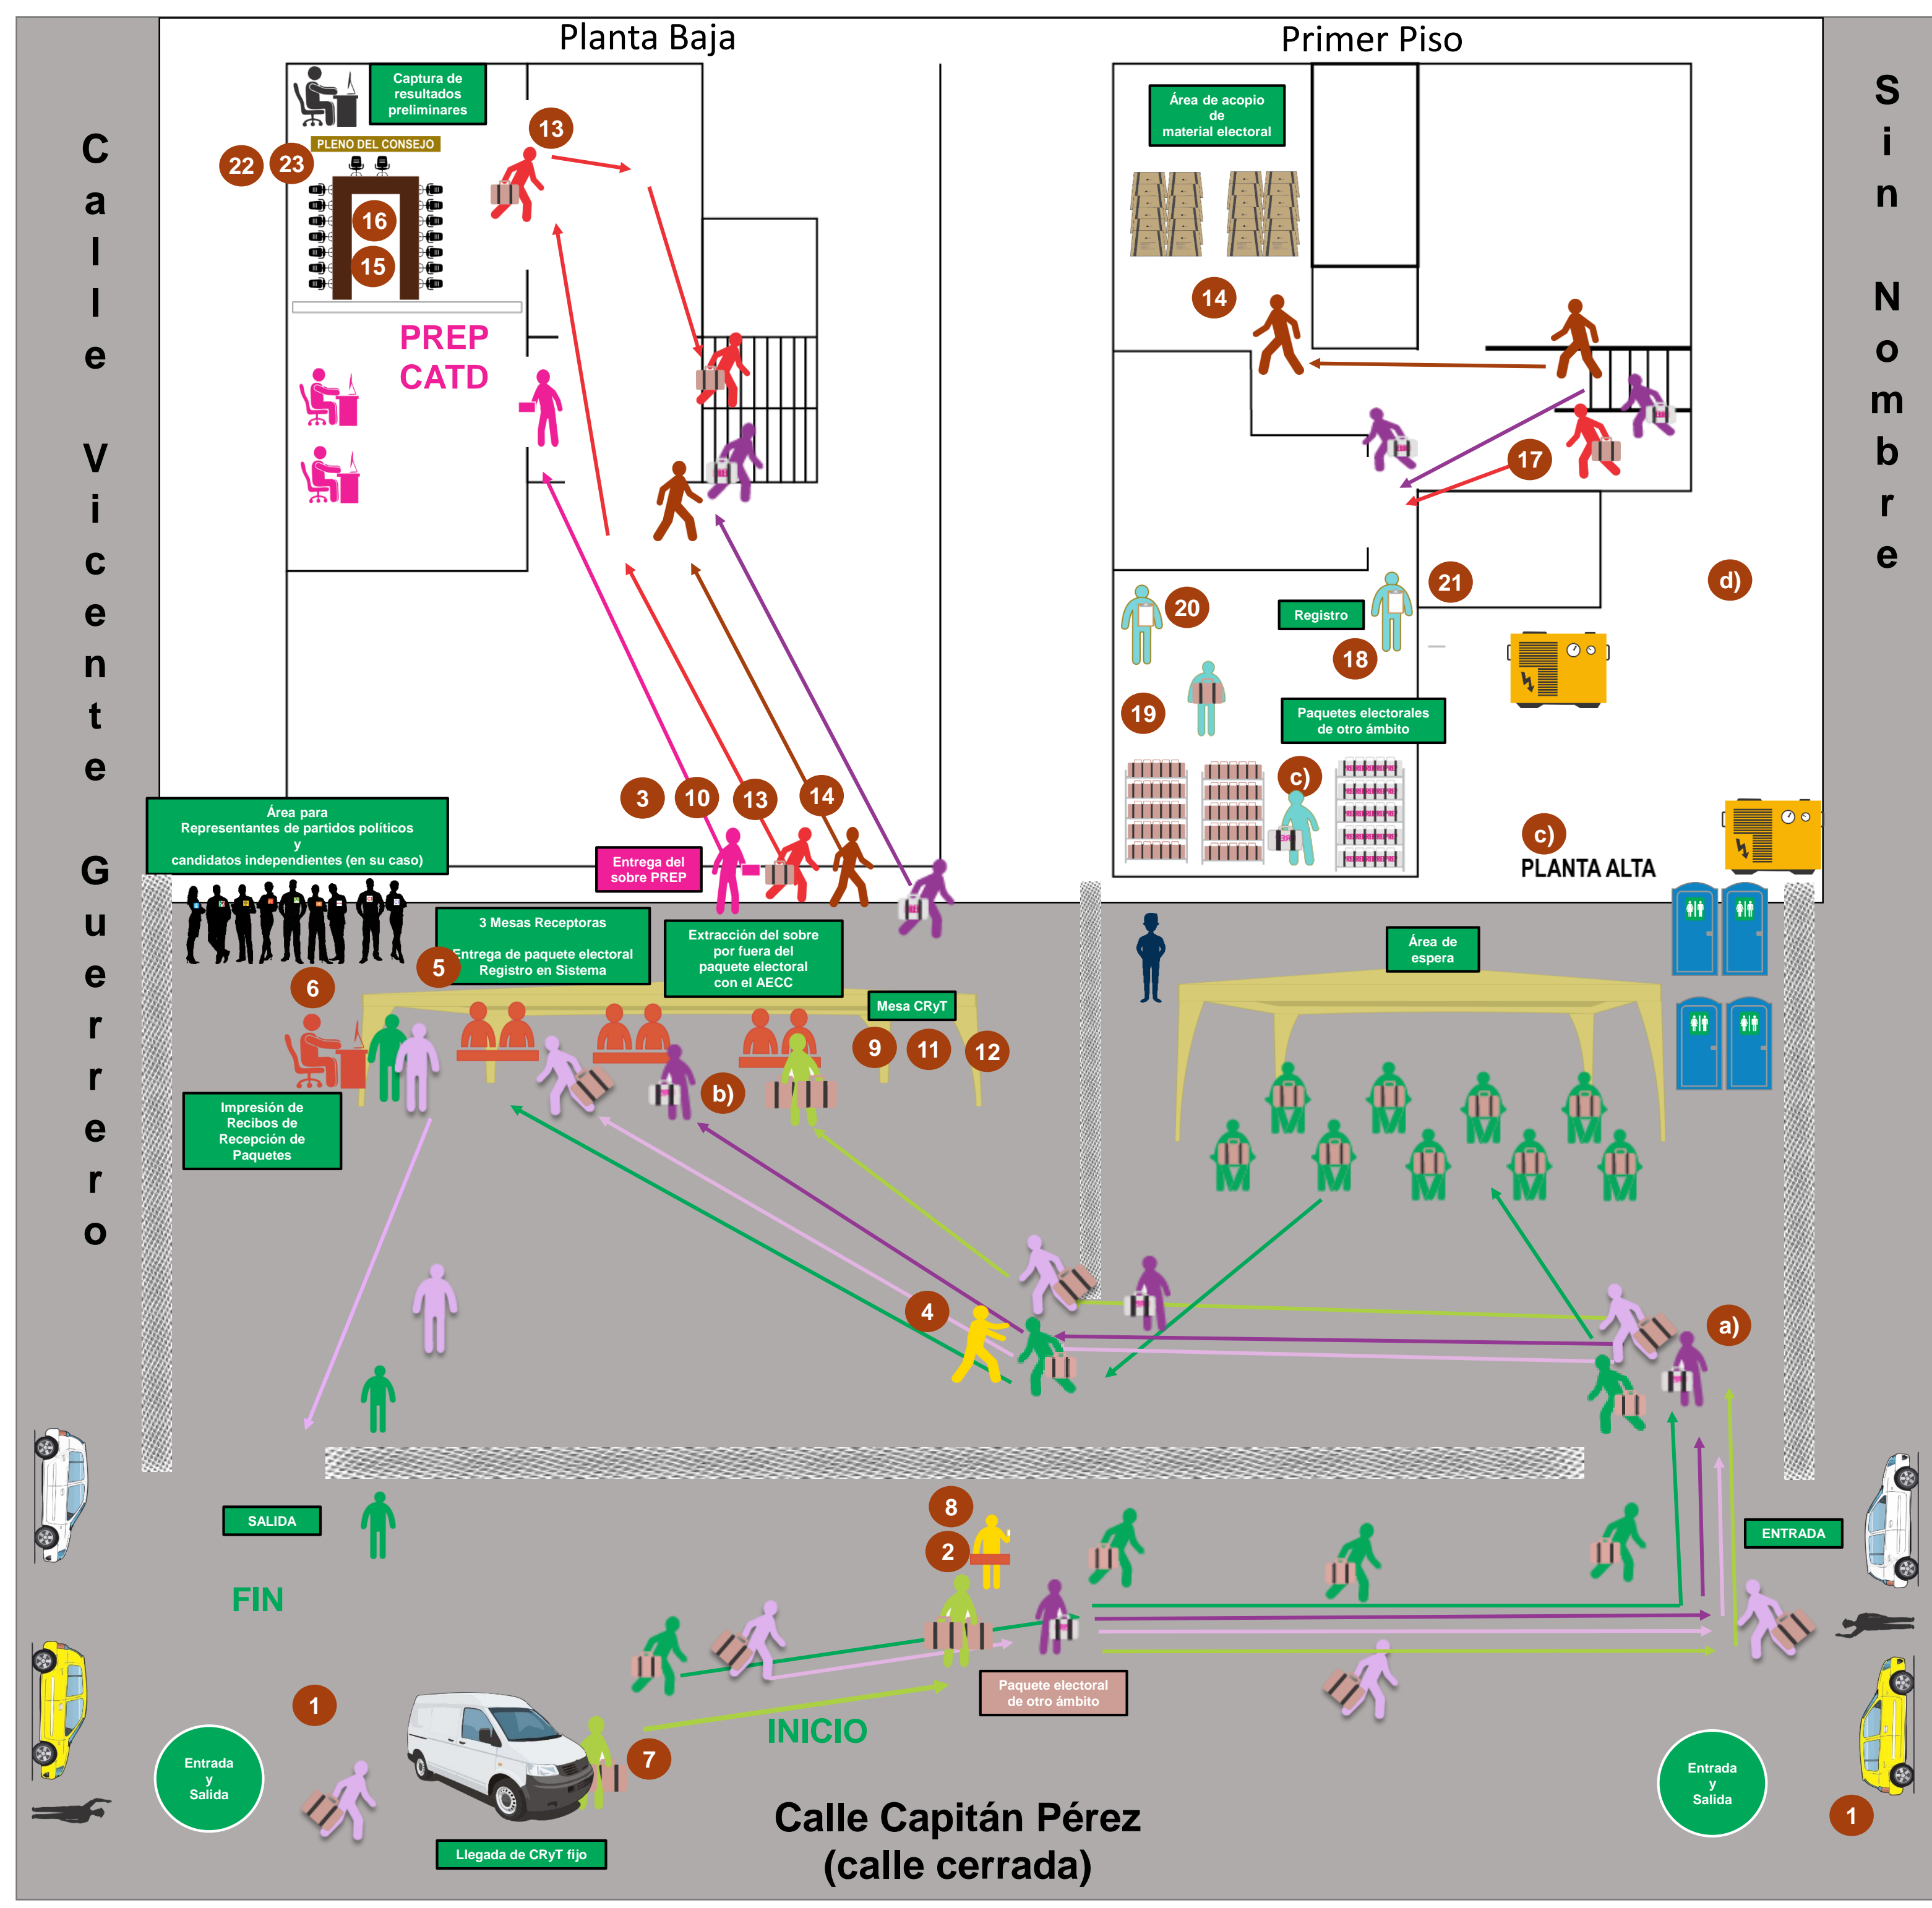 Planta Baja
Primer Piso
Calle Vicente Guerrero
Sin Nombre
Captura de
resultados
preliminares
PLENO DEL CONSEJO
13
22
23
16
15
PREP
CATD
Área de acopio
de
material electoral
14
17
20
Registro
21
18
19
Paquetes electorales
de otro ámbito
c)
d)
c)
PLANTA ALTA
3
10
13
14
Entrega del
sobre PREP
Área para
Representantes de partidos políticos
y
candidatos independientes (en su caso)
3 Mesas Receptoras
Entrega de paquete electoral
Registro en Sistema
5
6
Extracción del sobre
por fuera del
paquete electoral
con el AECC
Mesa CRyT
9
11
12
b)
Área de
espera
Impresión de
Recibos de
Recepción de
Paquetes
4
a)
SALIDA
FIN
8
2
ENTRADA
Paquete electoral
de otro ámbito
INICIO
1
7
Entrada
y
Salida
Llegada de CRyT fijo
Calle Capitán Pérez
(calle cerrada)
Entrada
y
Salida
1